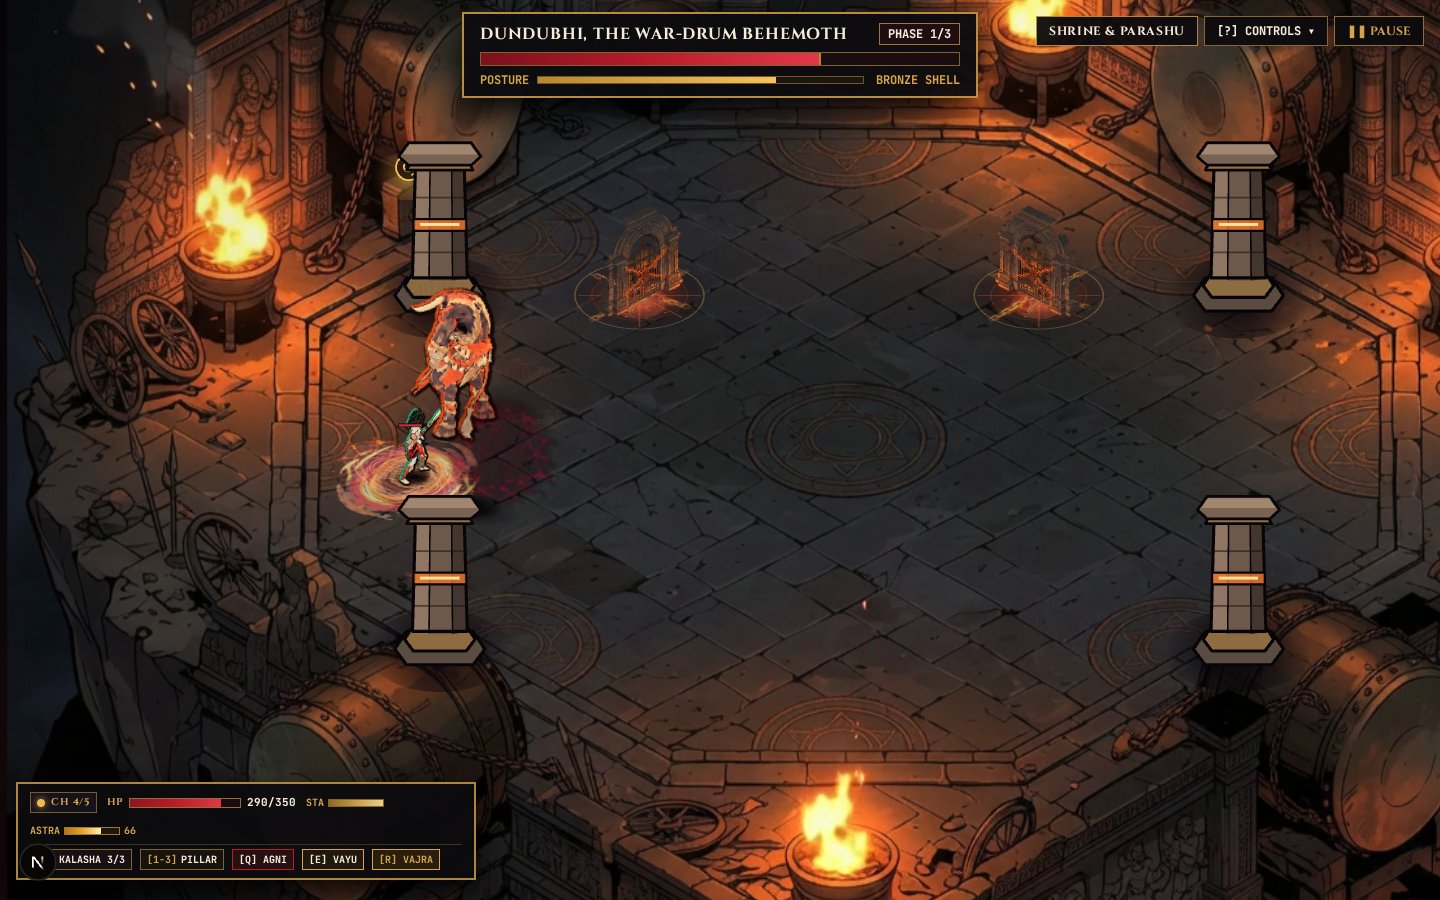 DUNDUBHI, THE WAR-DRUM BEHEMOTH PHASE 1/3
POSTURE BRONZE SHELL
SHRINE & PARASHU [?] CONTROLS ▾ ❚❚ PAUSE
CH 4/5 HP 290/350 STA
ASTRA 66
N KALASHA 3/3 [1-3] PILLAR [Q] AGNI [E] VAYU [R] VAJRA